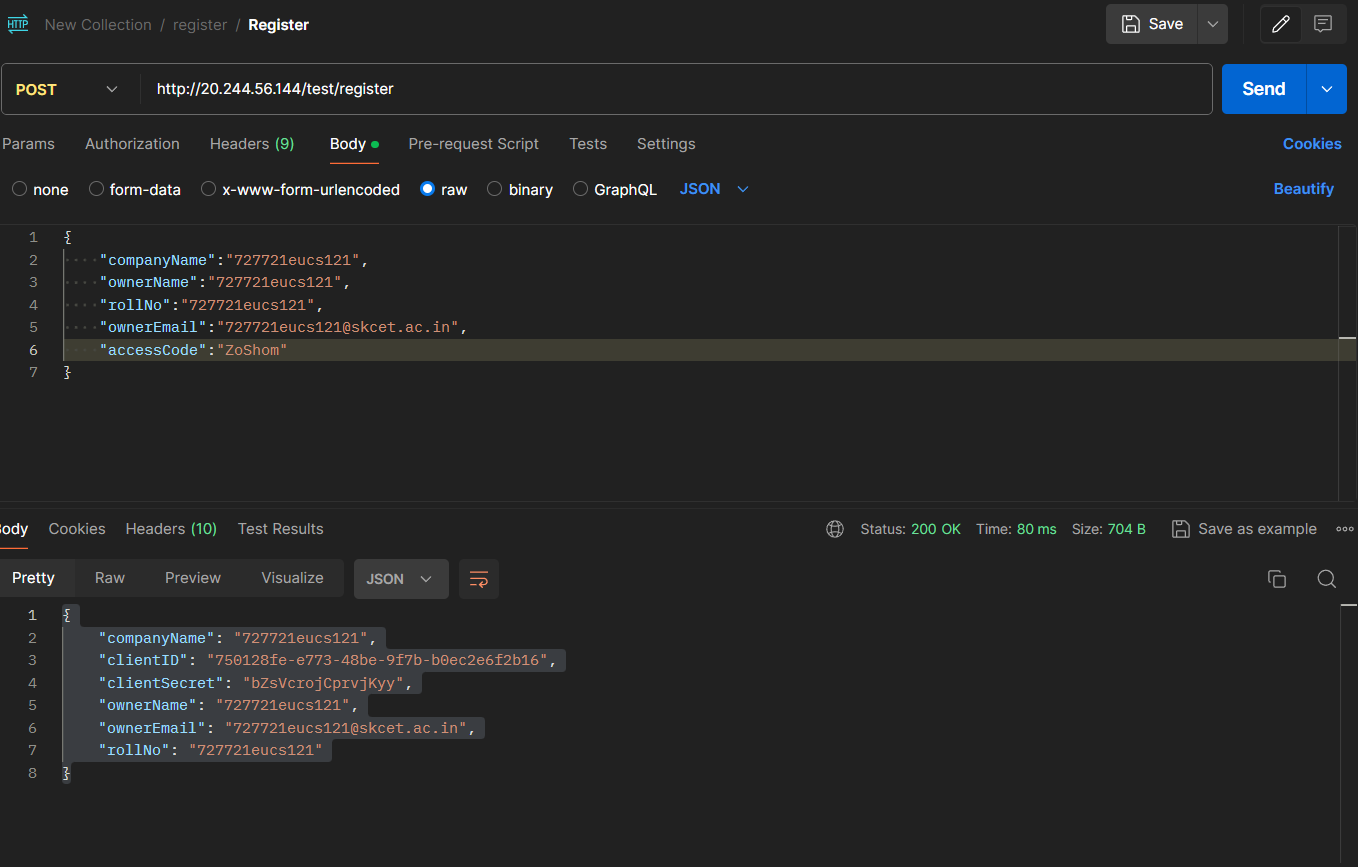 HTTP New Collection / register / Register Save
POST http://20.244.56.144/test/register Send
Params Authorization Headers (9) Body Pre-request Script Tests Settings Cookies
none form-data x-www-form-urlencoded raw binary GraphQL JSON Beautify
1 {
2 "companyName":"727721eucs121",
3 "ownerName":"727721eucs121",
4 "rollNo":"727721eucs121",
5 "ownerEmail":"727721eucs121@skcet.ac.in",
6 "accessCode":"ZoShom"
7 }
ody Cookies Headers (10) Test Results Status: 200 OK Time: 80 ms Size: 704 B Save as example
Pretty Raw Preview Visualize JSON
1 {
2 "companyName": "727721eucs121",
3 "clientID": "750128fe-e773-48be-9f7b-b0ec2e6f2b16",
4 "clientSecret": "bZsVcrojCprvjKyy",
5 "ownerName": "727721eucs121",
6 "ownerEmail": "727721eucs121@skcet.ac.in",
7 "rollNo": "727721eucs121"
8 }